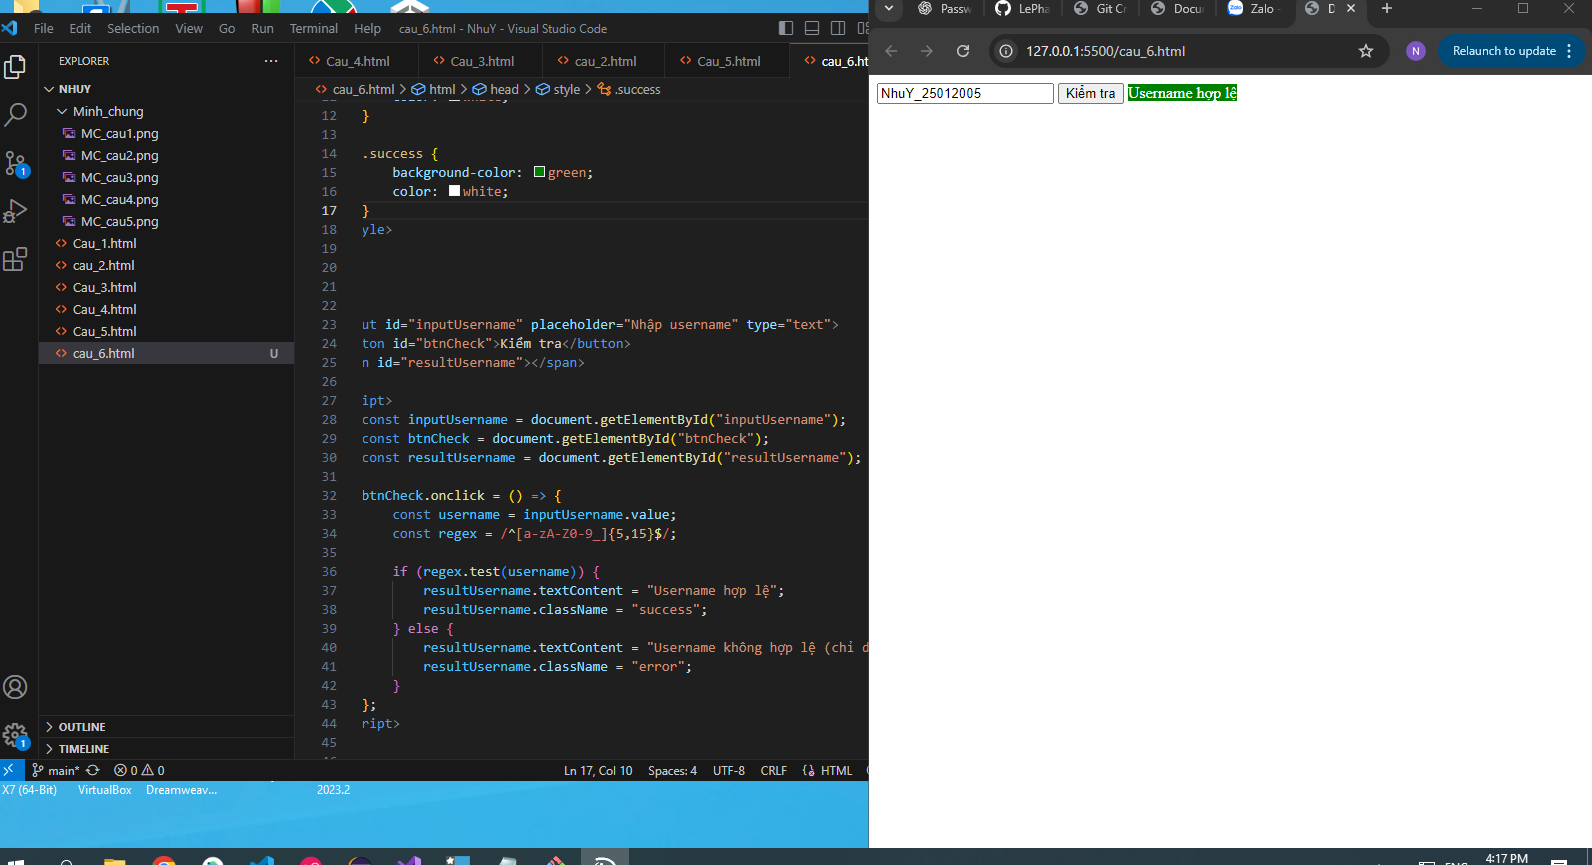 File Edit Selection View Go Run Terminal Help cau_6.html - NhuY - Visual Studio Code
EXPLORER
NHUY
Minh_chung
MC_cau1.png
MC_cau2.png
MC_cau3.png
MC_cau4.png
MC_cau5.png
Cau_1.html
cau_2.html
Cau_3.html
Cau_4.html
Cau_5.html
cau_6.html U
OUTLINE
TIMELINE
1
1
Cau_4.html Cau_3.html cau_2.html Cau_5.html cau_6.ht
cau_6.html > html > head > style > .success
12 }
13
14 .success {
15 background-color: green;
16 color: white;
17 }
18 yle>
19
20
21
22
23 ut id="inputUsername" placeholder="Nhập username" type="text">
24 ton id="btnCheck">Kiểm tra</button>
25 n id="resultUsername"></span>
26
27 ipt>
28 const inputUsername = document.getElementById("inputUsername");
29 const btnCheck = document.getElementById("btnCheck");
30 const resultUsername = document.getElementById("resultUsername");
31
32 btnCheck.onclick = () => {
33 const username = inputUsername.value;
34 const regex = /^[a-zA-Z0-9_]{5,15}$/;
35
36 if (regex.test(username)) {
37 resultUsername.textContent = "Username hợp lệ";
38 resultUsername.className = "success";
39 } else {
40 resultUsername.textContent = "Username không hợp lệ (chỉ d
41 resultUsername.className = "error";
42 }
43 };
44 ript>
45
main* 0 0 Ln 17, Col 10 Spaces: 4 UTF-8 CRLF HTML
X7 (64-Bit) VirtualBox Dreamweav... 2023.2
Passw LePha Git Cr Docur Zalo - D
127.0.0.1:5500/cau_6.html N Relaunch to update
NhuY_25012005 Kiểm tra Username hợp lệ
4:17 PM